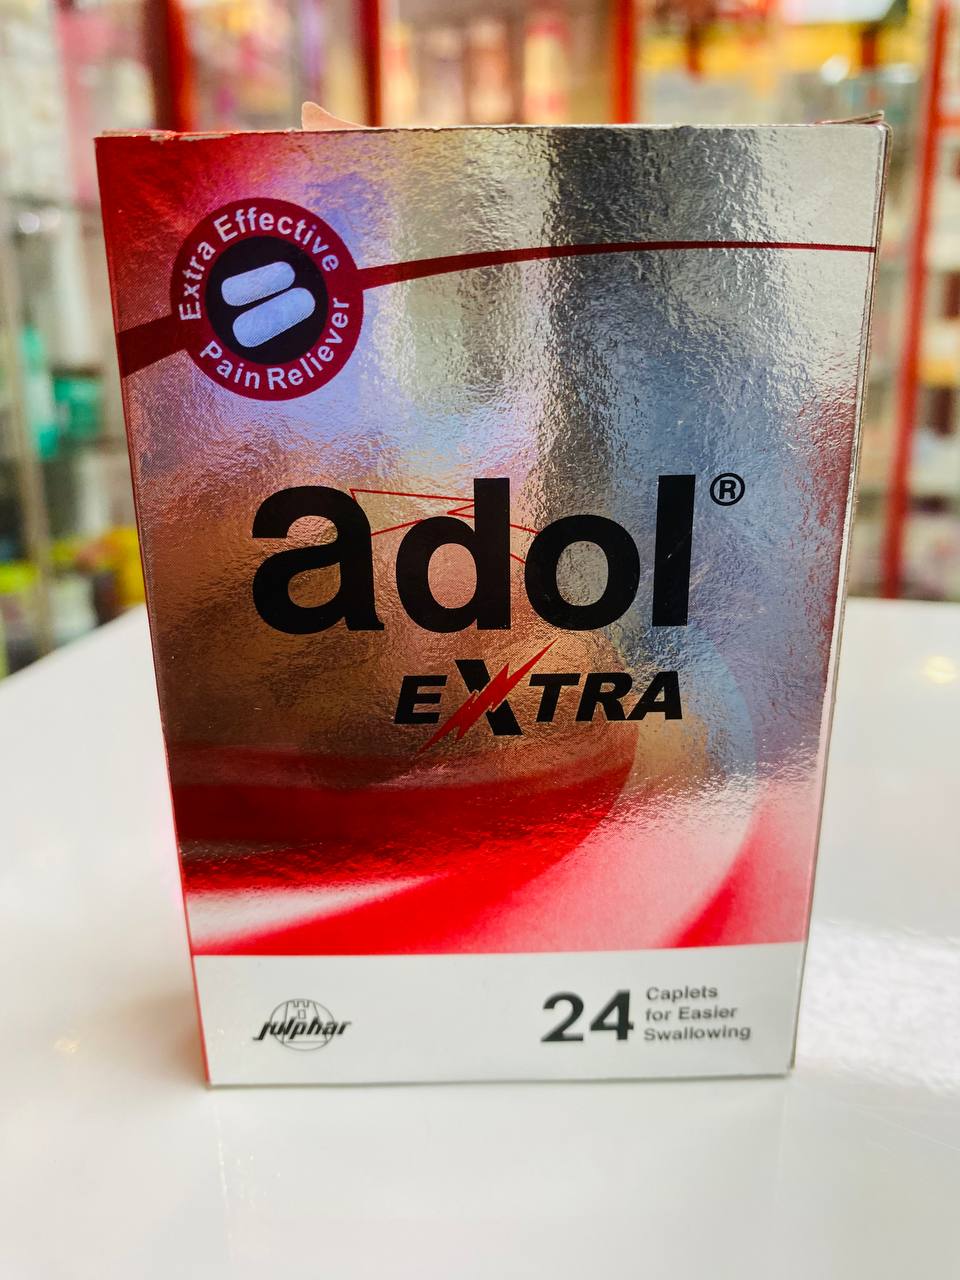 Extra Effective
Pain Reliever
adol®
EXTRA
julphar
24 Caplets
for Easier
Swallowing